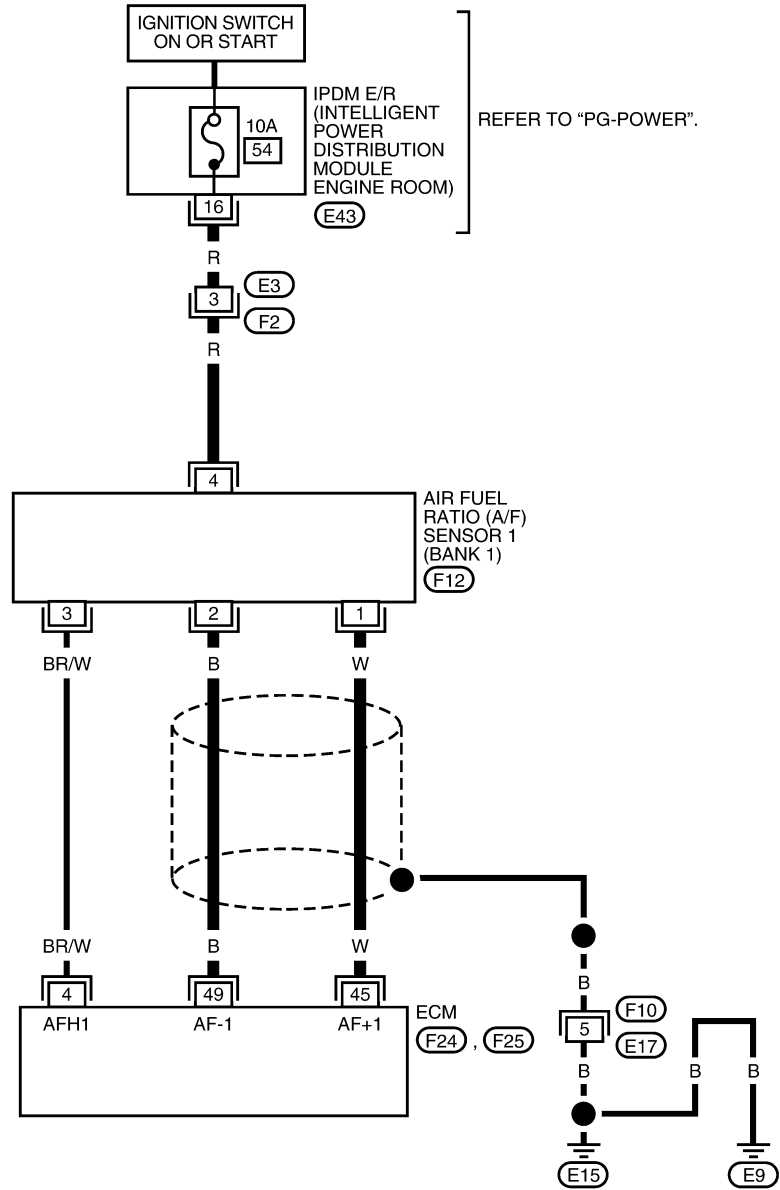 IGNITION SWITCH
ON OR START
IPDM E/R
(INTELLIGENT
POWER
DISTRIBUTION
MODULE
ENGINE ROOM)
REFER TO “PG-POWER”.
10A
54
16
E43
R
3
E3
F2
R
4
AIR FUEL
RATIO (A/F)
SENSOR 1
(BANK 1)
F12
3
2
1
BR/W
B
W
BR/W
B
W
4
49
45
AFH1
AF-1
AF+1
ECM
F24 , F25
B
5
F10
E17
B
B
B
E15
E9